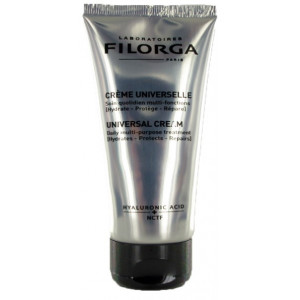 LABORATOIRES
FILORGA
PARIS
CRÈME UNIVERSELLE
Soin quotidien multi-fonctions
[Hydrate - Protège - Répare]
UNIVERSAL CREAM
Daily multi-purpose treatment
[Hydrates - Protects - Repairs]
HYALURONIC ACID
+
NCTF